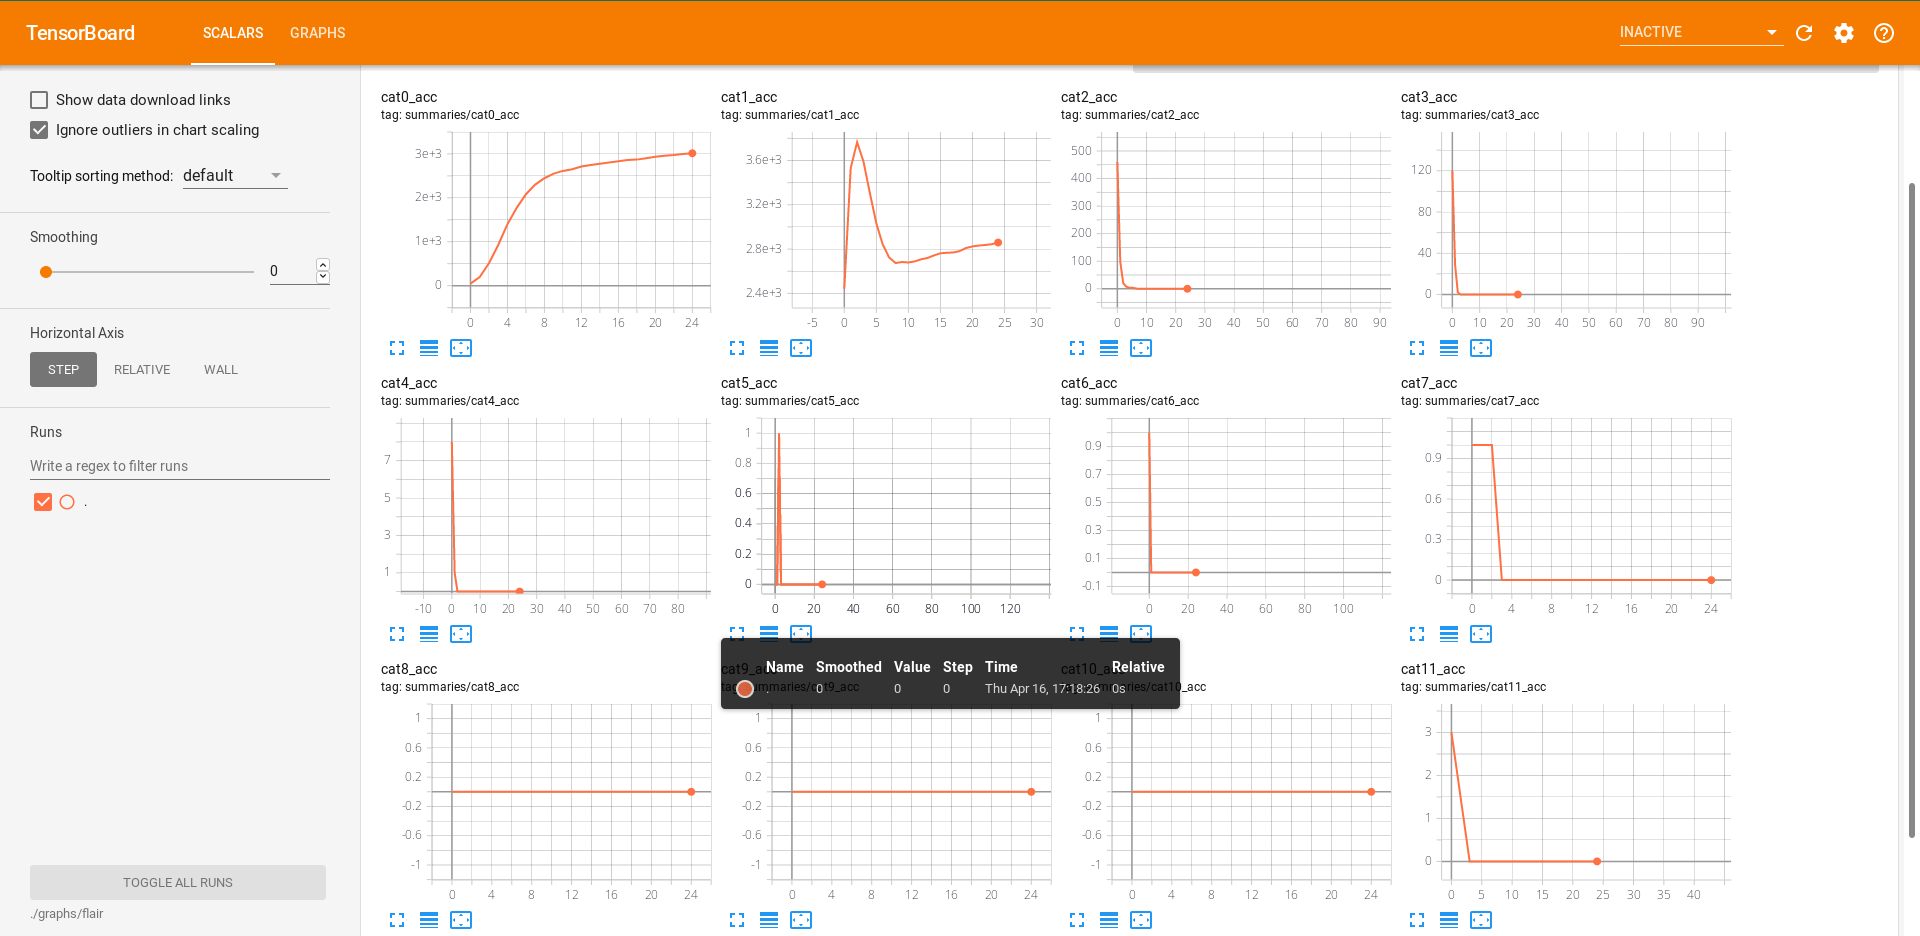 TensorBoard
SCALARS
GRAPHS
INACTIVE
Show data download links
Ignore outliers in chart scaling
Tooltip sorting method: default
Smoothing
0
Horizontal Axis
STEP
RELATIVE
WALL
Runs
Write a regex to filter runs
.
TOGGLE ALL RUNS
./graphs/flair
cat0_acc
tag: summaries/cat0_acc
3e+3
2e+3
1e+3
0
0 4 8 12 16 20 24
cat1_acc
tag: summaries/cat1_acc
3.6e+3
3.2e+3
2.8e+3
2.4e+3
-5 0 5 10 15 20 25 30
cat2_acc
tag: summaries/cat2_acc
500
400
300
200
100
0
0 10 20 30 40 50 60 70 80 90
cat3_acc
tag: summaries/cat3_acc
120
80
40
0
0 10 20 30 40 50 60 70 80 90
cat4_acc
tag: summaries/cat4_acc
7
5
3
1
-10 0 10 20 30 40 50 60 70 80
cat5_acc
tag: summaries/cat5_acc
1
0.8
0.6
0.4
0.2
0
0 20 40 60 80 100 120
cat6_acc
tag: summaries/cat6_acc
0.9
0.7
0.5
0.3
0.1
-0.1
0 20 40 60 80 100
cat7_acc
tag: summaries/cat7_acc
0.9
0.6
0.3
0
0 4 8 12 16 20 24
Name Smoothed Value Step Time Relative
. 0 0 0 Thu Apr 16, 17:18:26 0s
cat8_acc
tag: summaries/cat8_acc
1
0.6
0.2
-0.2
-0.6
-1
0 4 8 12 16 20 24
cat9_acc
tag: summaries/cat9_acc
1
0.6
0.2
-0.2
-0.6
-1
0 4 8 12 16 20 24
cat10_acc
tag: summaries/cat10_acc
1
0.6
0.2
-0.2
-0.6
-1
0 4 8 12 16 20 24
cat11_acc
tag: summaries/cat11_acc
3
2
1
0
0 5 10 15 20 25 30 35 40